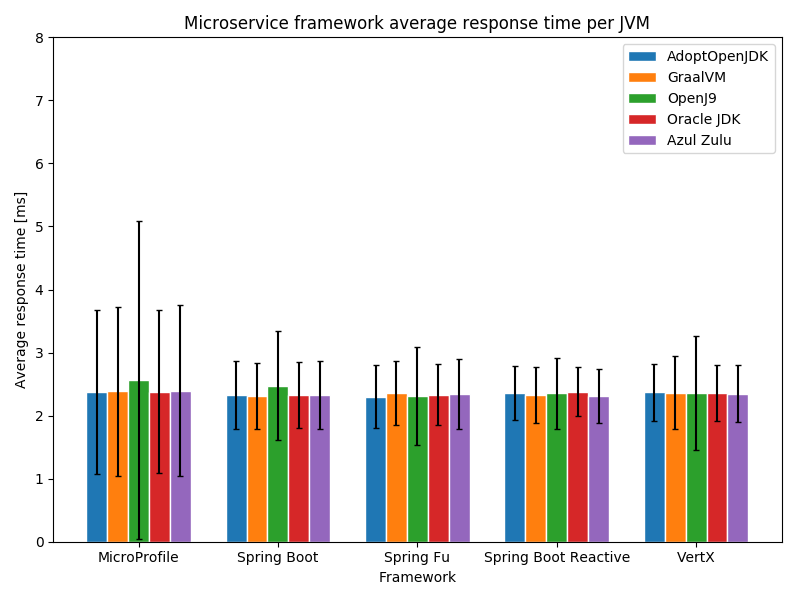 Microservice framework average response time per JVM
Average response time [ms]
8
7
6
5
4
3
2
1
0
AdoptOpenJDK
GraalVM
OpenJ9
Oracle JDK
Azul Zulu
MicroProfile
Spring Boot
Spring Fu
Spring Boot Reactive
VertX
Framework